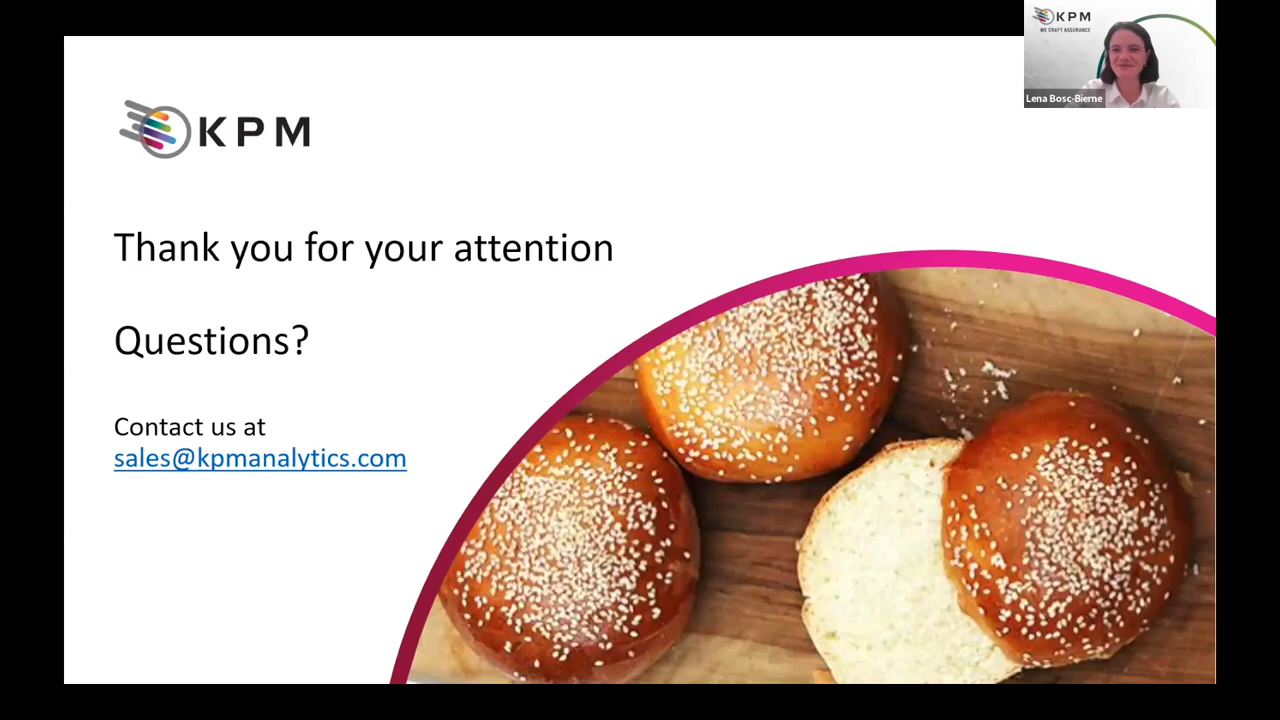 KPM
WE CRAFT ASSURANCE
Lena Bosc-Bierne
KPM
Thank you for your attention
Questions?
Contact us at
sales@kpmanalytics.com